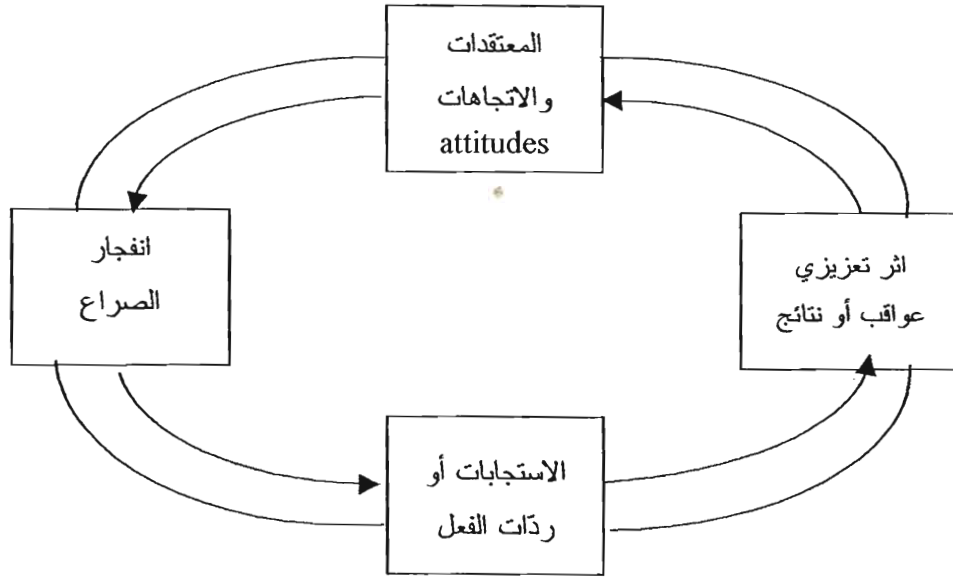 المعتقدات
والاتجاهات
attitudes
انفجار
الصراع
اثر تعزيزي
عواقب أو نتائج
الاستجابات أو
ردّات الفعل